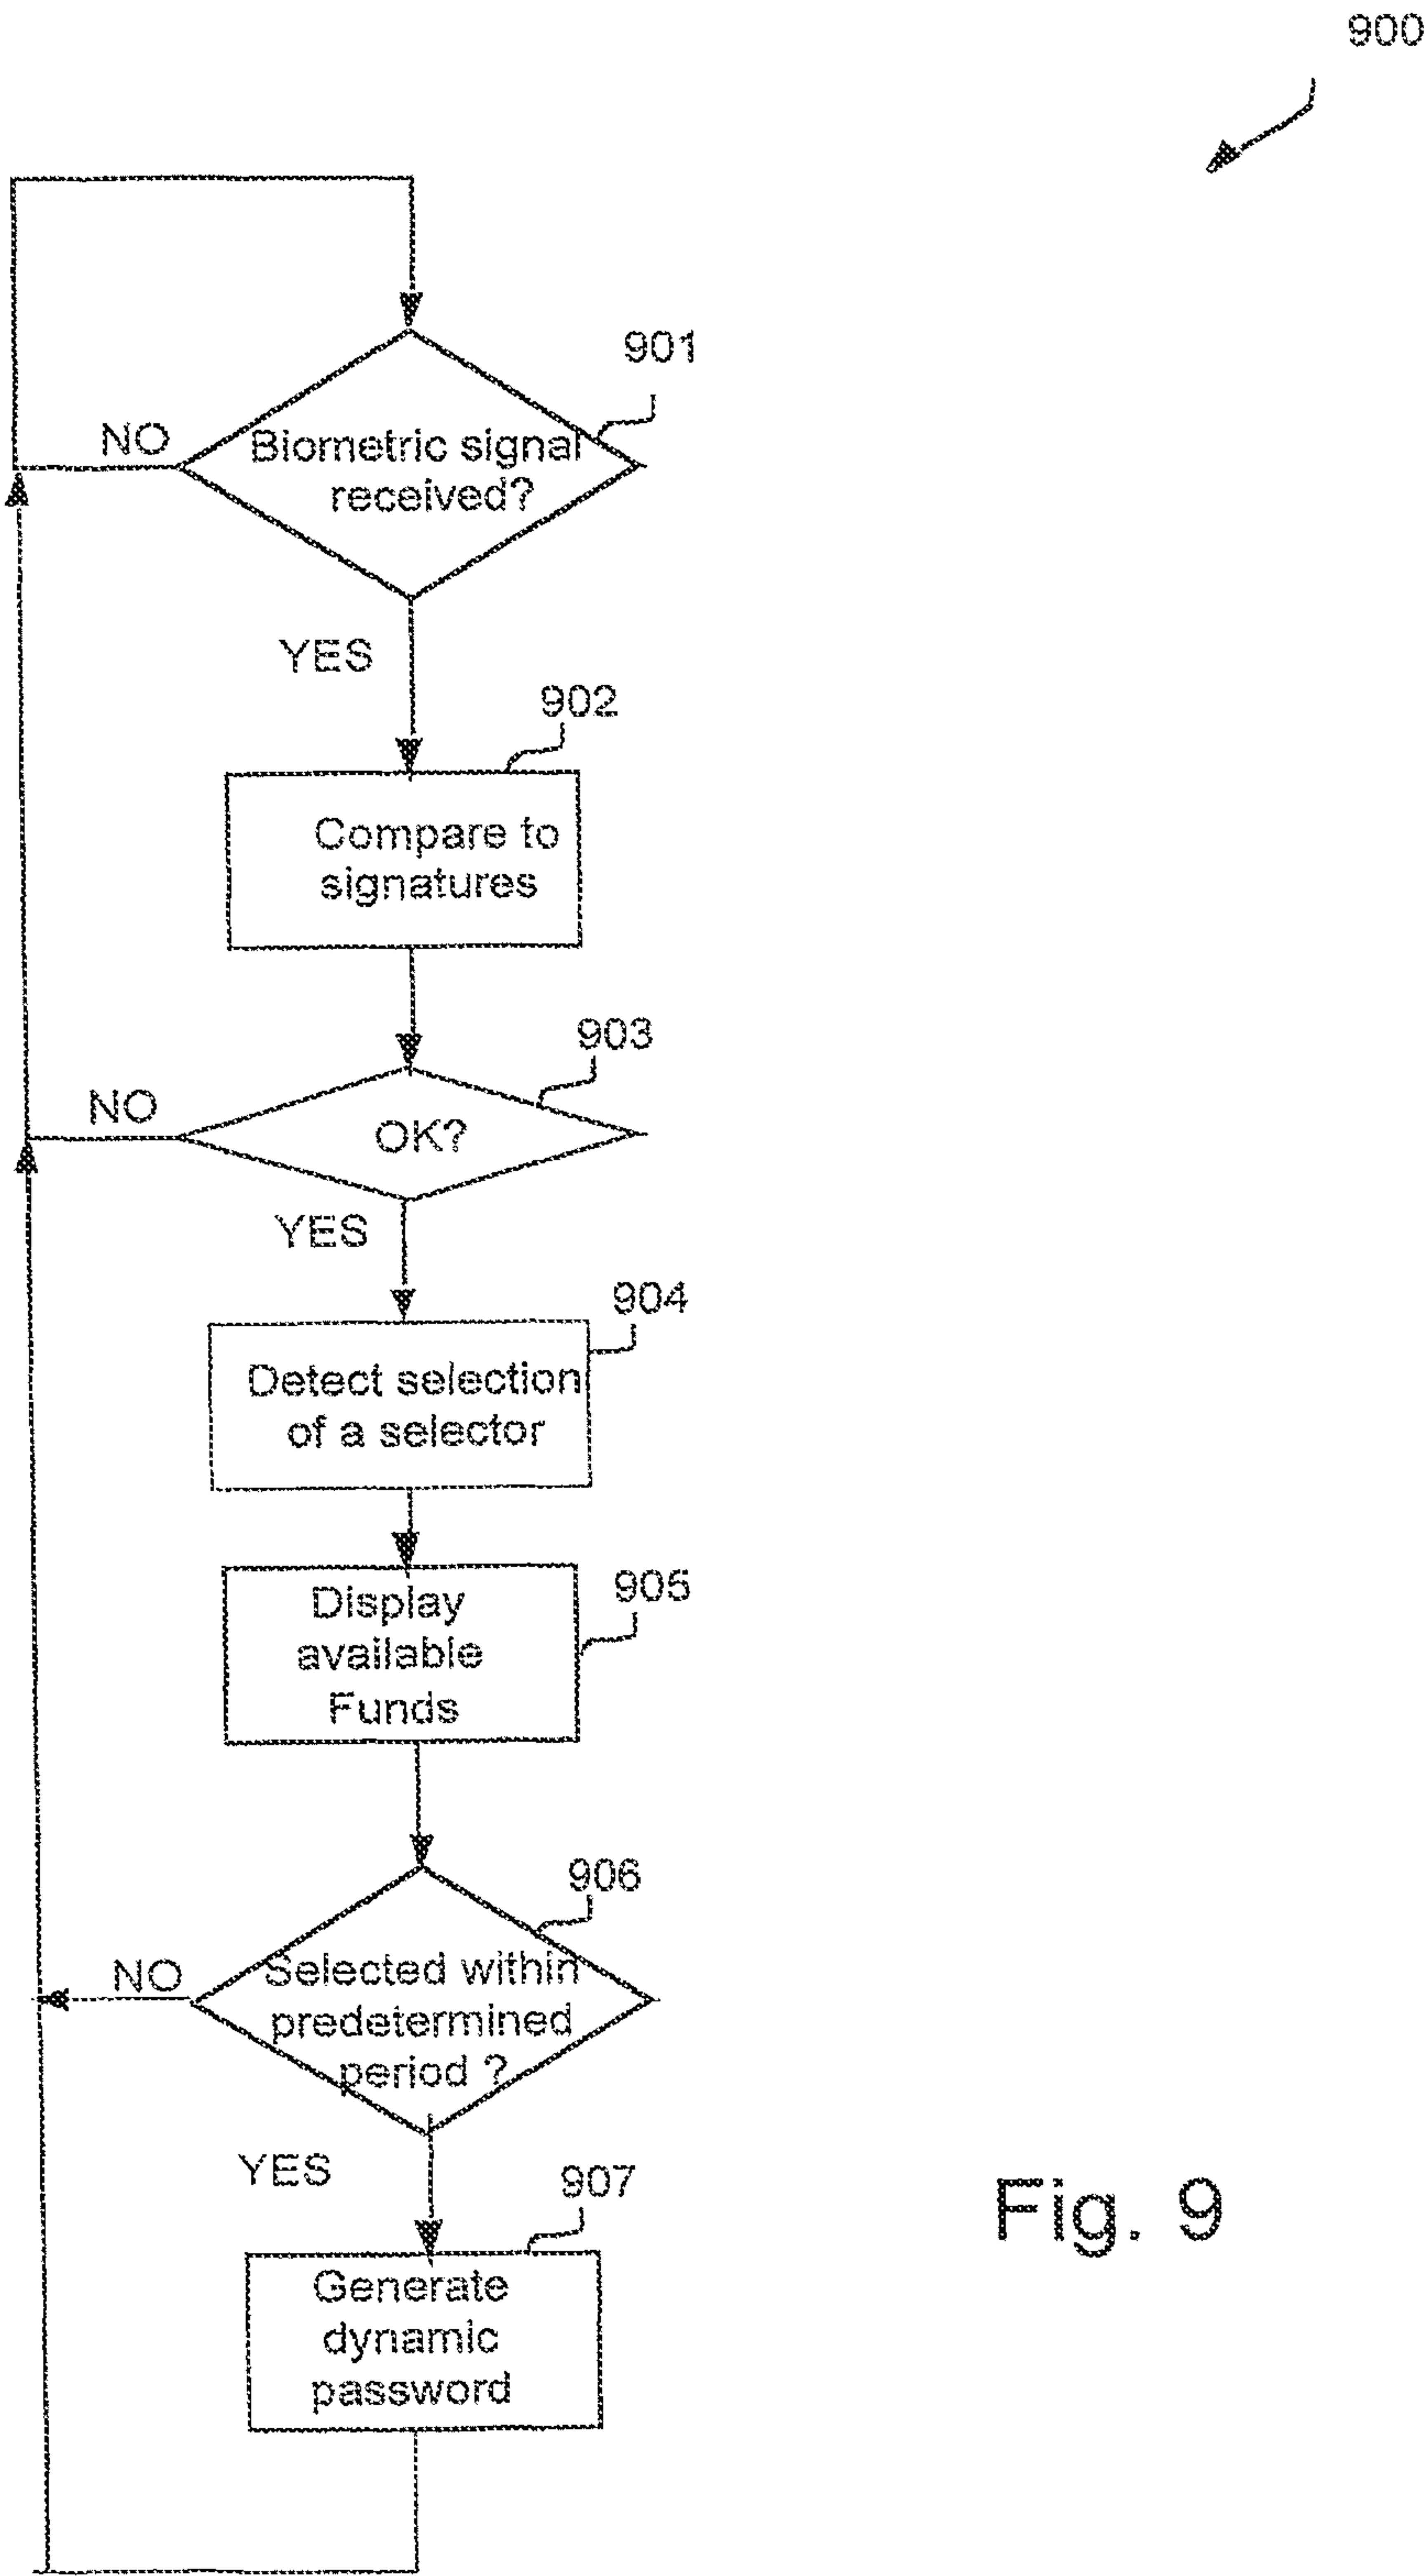 900
901
NO
Biometric signal
received?
YES
902
Compare to
signatures
903
NO
OK?
YES
904
Detect selection
of a selector
905
Display
available
Funds
906
NO
Selected within
predetermined
period ?
YES
907
Generate
dynamic
password
Fig. 9